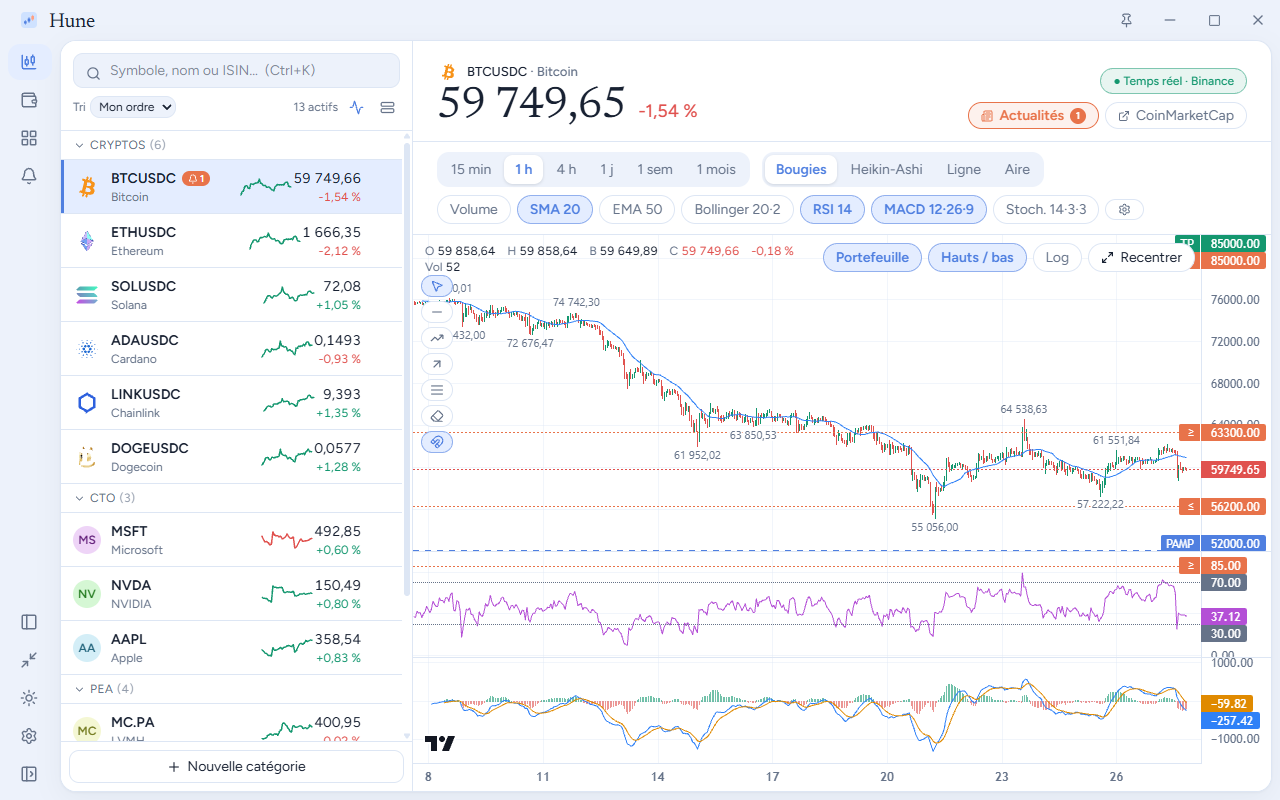 Hune
Symbole, nom ou ISIN... (Ctrl+K)
Tri Mon ordre 13 actifs
CRYPTOS (6)
BTCUSDC 1 59 749,66
Bitcoin -1,54 %
ETHUSDC 1 666,35
Ethereum -2,12 %
SOLUSDC 72,08
Solana +1,05 %
ADAUSDC 0,1493
Cardano -0,93 %
LINKUSDC 9,393
Chainlink +1,35 %
DOGEUSDC 0,0577
Dogecoin +1,28 %
CTO (3)
MS MSFT 492,85
Microsoft +0,60 %
NV NVDA 150,49
NVIDIA +0,80 %
AA AAPL 358,54
Apple +0,83 %
PEA (4)
MC MC.PA 400,95
LVMH
Nouvelle catégorie
BTCUSDC · Bitcoin
59 749,65 -1,54 %
Temps réel · Binance
Actualités 1
CoinMarketCap
15 min 1 h 4 h 1 j 1 sem 1 mois Bougies Heikin-Ashi Ligne Aire
Volume SMA 20 EMA 50 Bollinger 20·2 RSI 14 MACD 12·26·9 Stoch. 14·3·3
O 59 858,64 H 59 858,64 B 59 649,89 C 59 749,66 -0,18 %
Vol 52
Portefeuille Hauts / bas Log Recentrer
TP 85000.00
85000.00
76000.00
72000.00
68000.00
64000.00
≥ 63300.00
59749.65
≤ 56200.00
PAMP 52000.00
≥ 85.00
70.00
37.12
30.00
0.00
1000.00
−59.82
−257.42
−1000.00
0,01
432,00
74 742,30
72 676,47
61 952,02
63 850,53
55 056,00
64 538,63
61 551,84
57 222,22
8 11 14 17 20 23 26